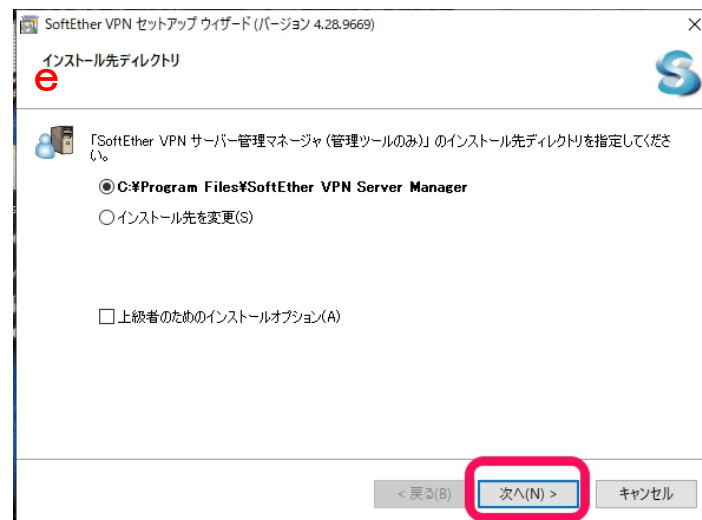 SoftEther VPN セットアップ ウィザード (バージョン 4.28.9669)
インストール先ディレクトリ
e
「SoftEther VPN サーバー管理マネージャ (管理ツールのみ)」 のインストール先ディレクトリを指定してくださ
い。
C:¥Program Files¥SoftEther VPN Server Manager
インストール先を変更(S)
上級者のためのインストールオプション(A)
< 戻る(B) 次へ(N) > キャンセル